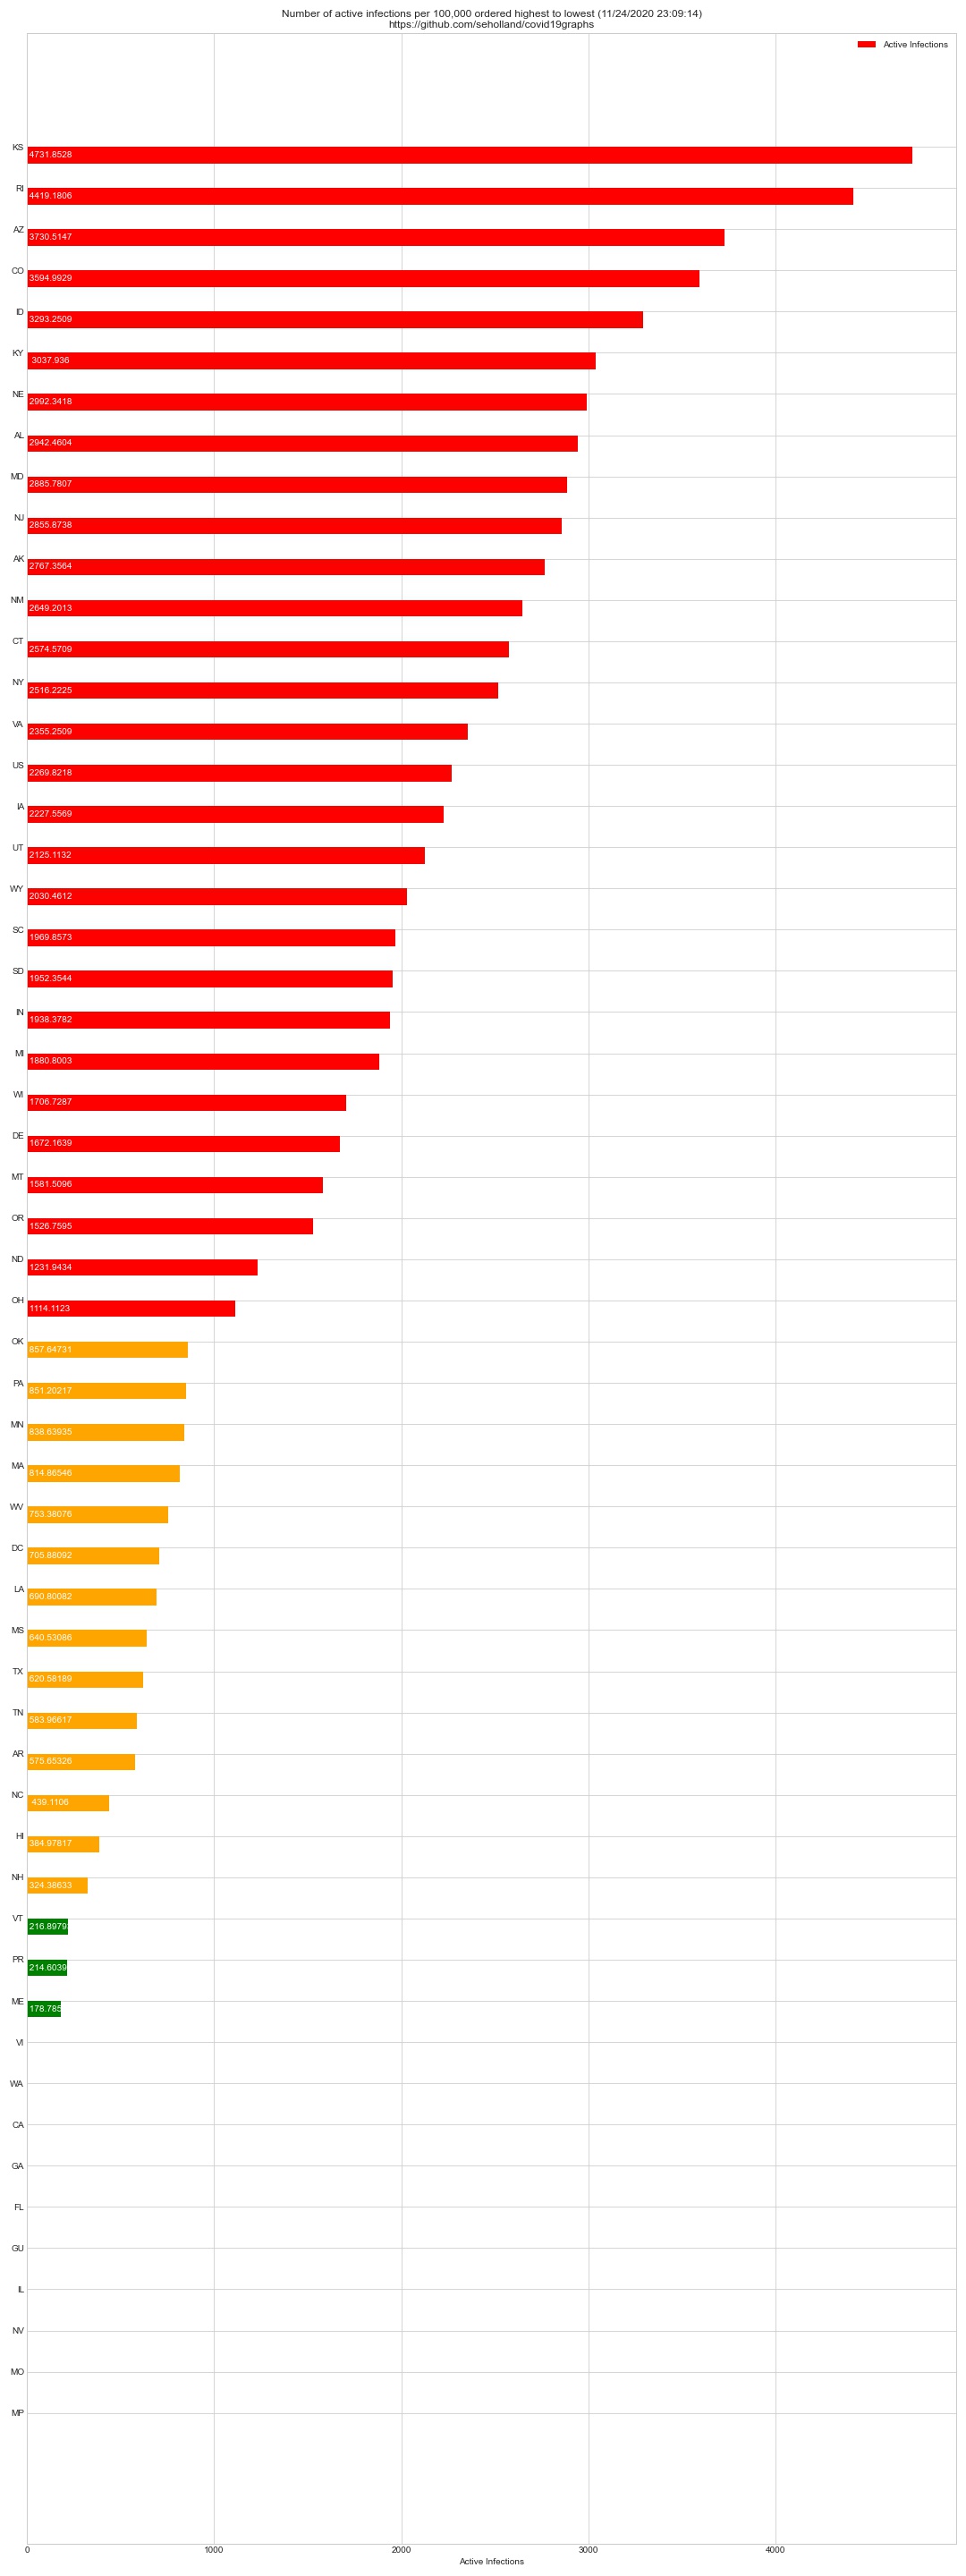 Number of active infections per 100,000 ordered highest to lowest (11/24/2020 23:09:14)
https://github.com/seholland/covid19graphs
Active Infections
KS 4731.8528
RI 4419.1806
AZ 3730.5147
CO 3594.9929
ID 3293.2509
KY 3037.936
NE 2992.3418
AL 2942.4604
MD 2885.7807
NJ 2855.8738
AK 2767.3564
NM 2649.2013
CT 2574.5709
NY 2516.2225
VA 2355.2509
US 2269.8218
IA 2227.5569
UT 2125.1132
WY 2030.4612
SC 1969.8573
SD 1952.3544
IN 1938.3782
MI 1880.8003
WI 1706.7287
DE 1672.1639
MT 1581.5096
OR 1526.7595
ND 1231.9434
OH 1114.1123
OK 857.64731
PA 851.20217
MN 838.63935
MA 814.86546
WV 753.38076
DC 705.88092
LA 690.80082
MS 640.53086
TX 620.58189
TN 583.96617
AR 575.65326
NC 439.1106
HI 384.97817
NH 324.38633
VT 216.8979
PR 214.6039
ME 178.785
VI
WA
CA
GA
FL
GU
IL
NV
MO
MP
0 1000 2000 3000 4000
Active Infections